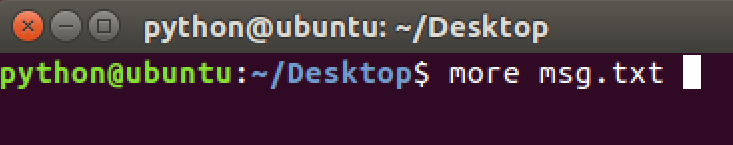 python@ubuntu: ~/Desktop
python@ubuntu:~/Desktop$ more msg.txt